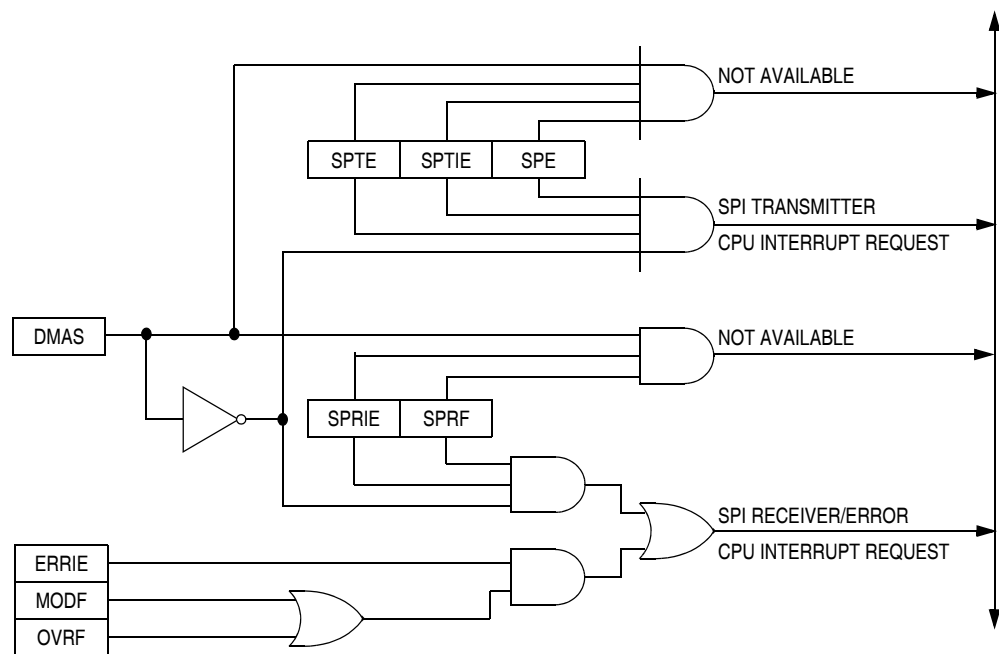 NOT AVAILABLE
SPTE SPTIE SPE
SPI TRANSMITTER
CPU INTERRUPT REQUEST
DMAS
NOT AVAILABLE
SPRIE SPRF
SPI RECEIVER/ERROR
CPU INTERRUPT REQUEST
ERRIE
MODF
OVRF